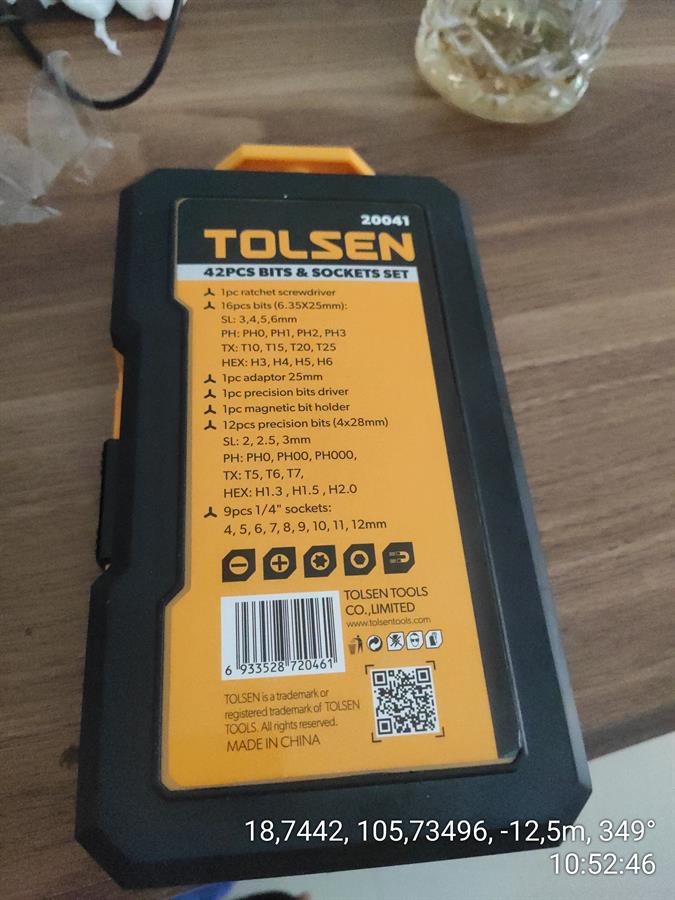 20041
TOLSEN
42PCS BITS & SOCKETS SET
1pc ratchet screwdriver
16pcs bits (6.35X25mm):
SL: 3,4,5,6mm
PH: PH0, PH1, PH2, PH3
TX: T10, T15, T20, T25
HEX: H3, H4, H5, H6
1pc adaptor 25mm
1pc precision bits driver
1pc magnetic bit holder
12pcs precision bits (4x28mm)
SL: 2, 2.5, 3mm
PH: PH0, PH00, PH000,
TX: T5, T6, T7,
HEX: H1.3 , H1.5 , H2.0
9pcs 1/4" sockets:
4, 5, 6, 7, 8, 9, 10, 11, 12mm
TOLSEN TOOLS
CO.,LIMITED
www.tolsentools.com
6 933528 720461
TOLSEN is a trademark or
registered trademark of TOLSEN
TOOLS. All rights reserved.
MADE IN CHINA
18,7442, 105,73496, -12,5m, 349°
10:52:46